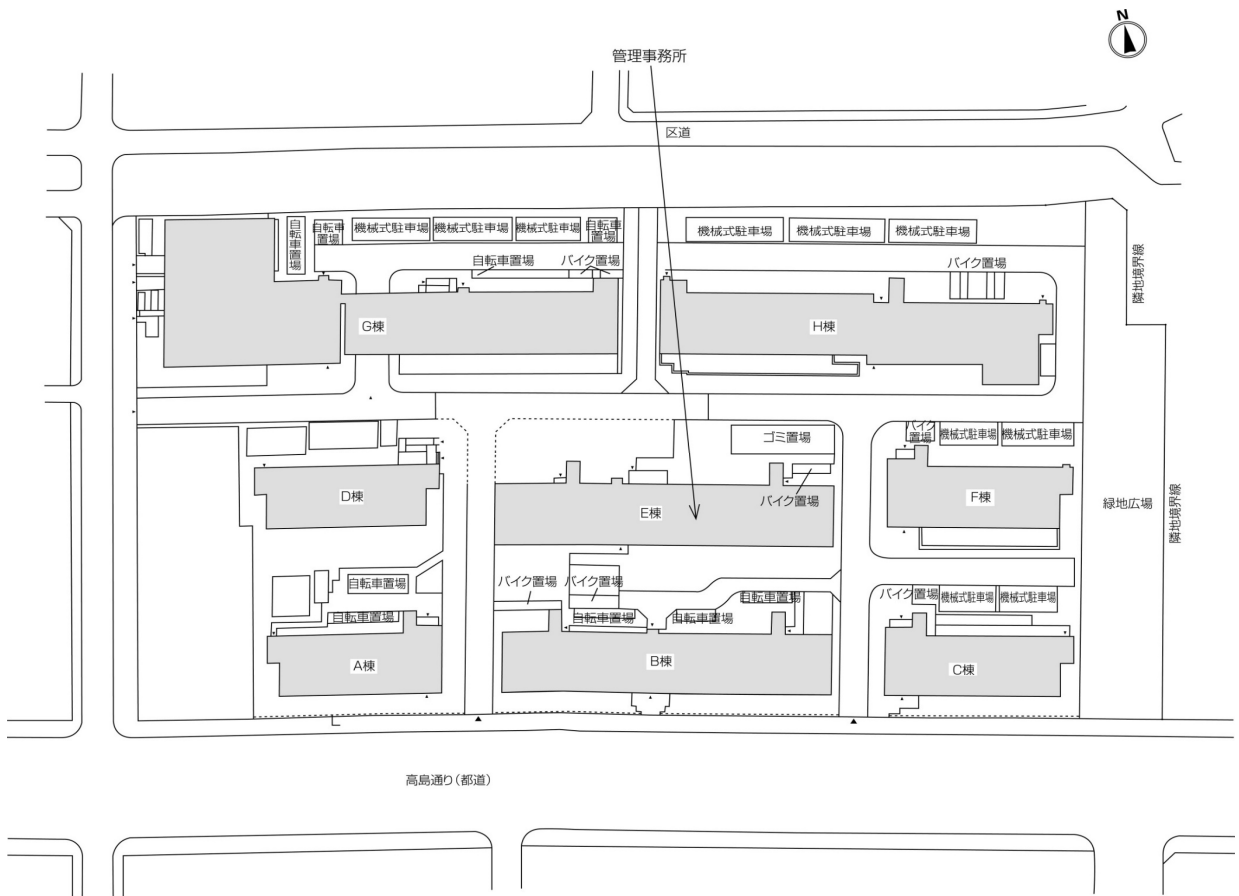 N
管理事務所
区道
自転車置場
自転車
置場
機械式駐車場
機械式駐車場
機械式駐車場
自転車
置場
機械式駐車場
機械式駐車場
機械式駐車場
自転車置場
バイク置場
バイク置場
隣地境界線
G棟
H棟
ゴミ置場
バイク
置場
機械式駐車場
機械式駐車場
D棟
E棟
バイク置場
F棟
緑地広場
隣地境界線
自転車置場
バイク置場
バイク置場
自転車置場
バイク置場
機械式駐車場
機械式駐車場
自転車置場
自転車置場
自転車置場
A棟
B棟
C棟
高島通り(都道)